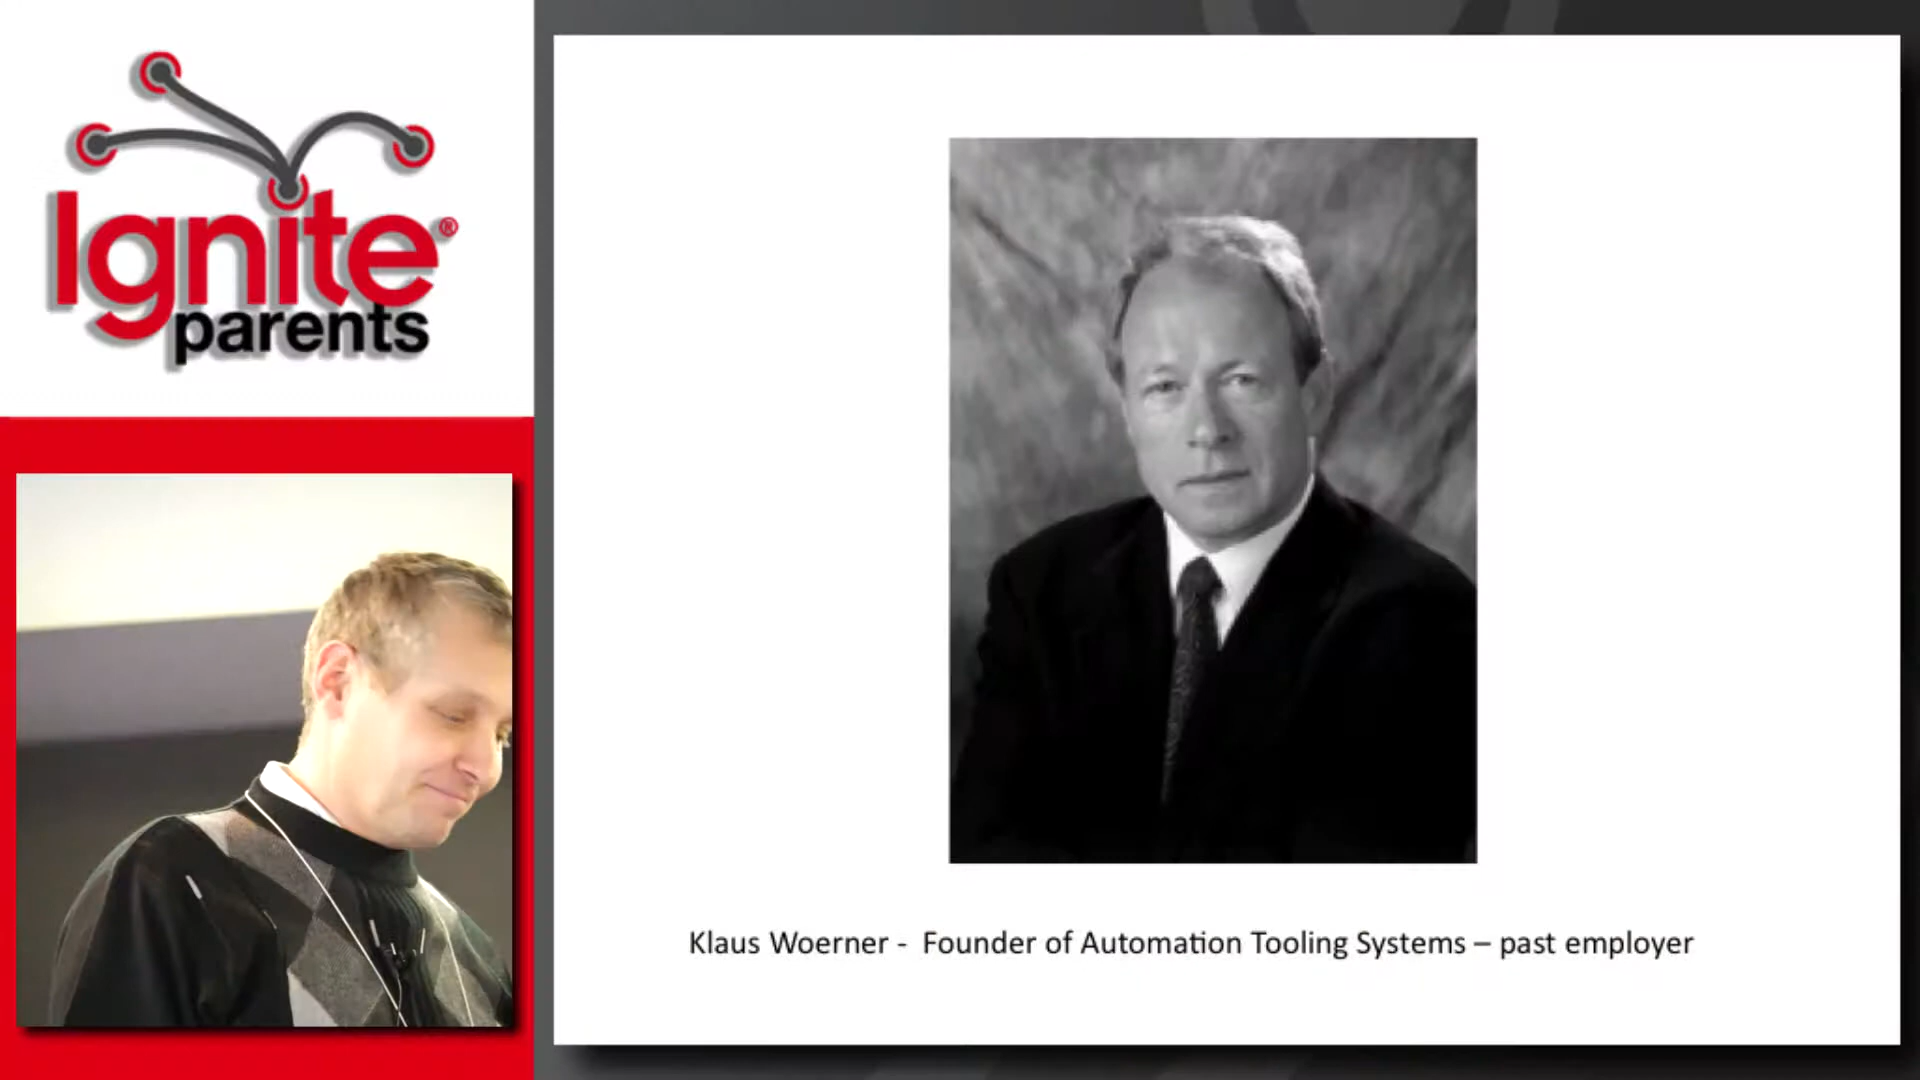 Ignite®
parents
Klaus Woerner - Founder of Automation Tooling Systems – past employer